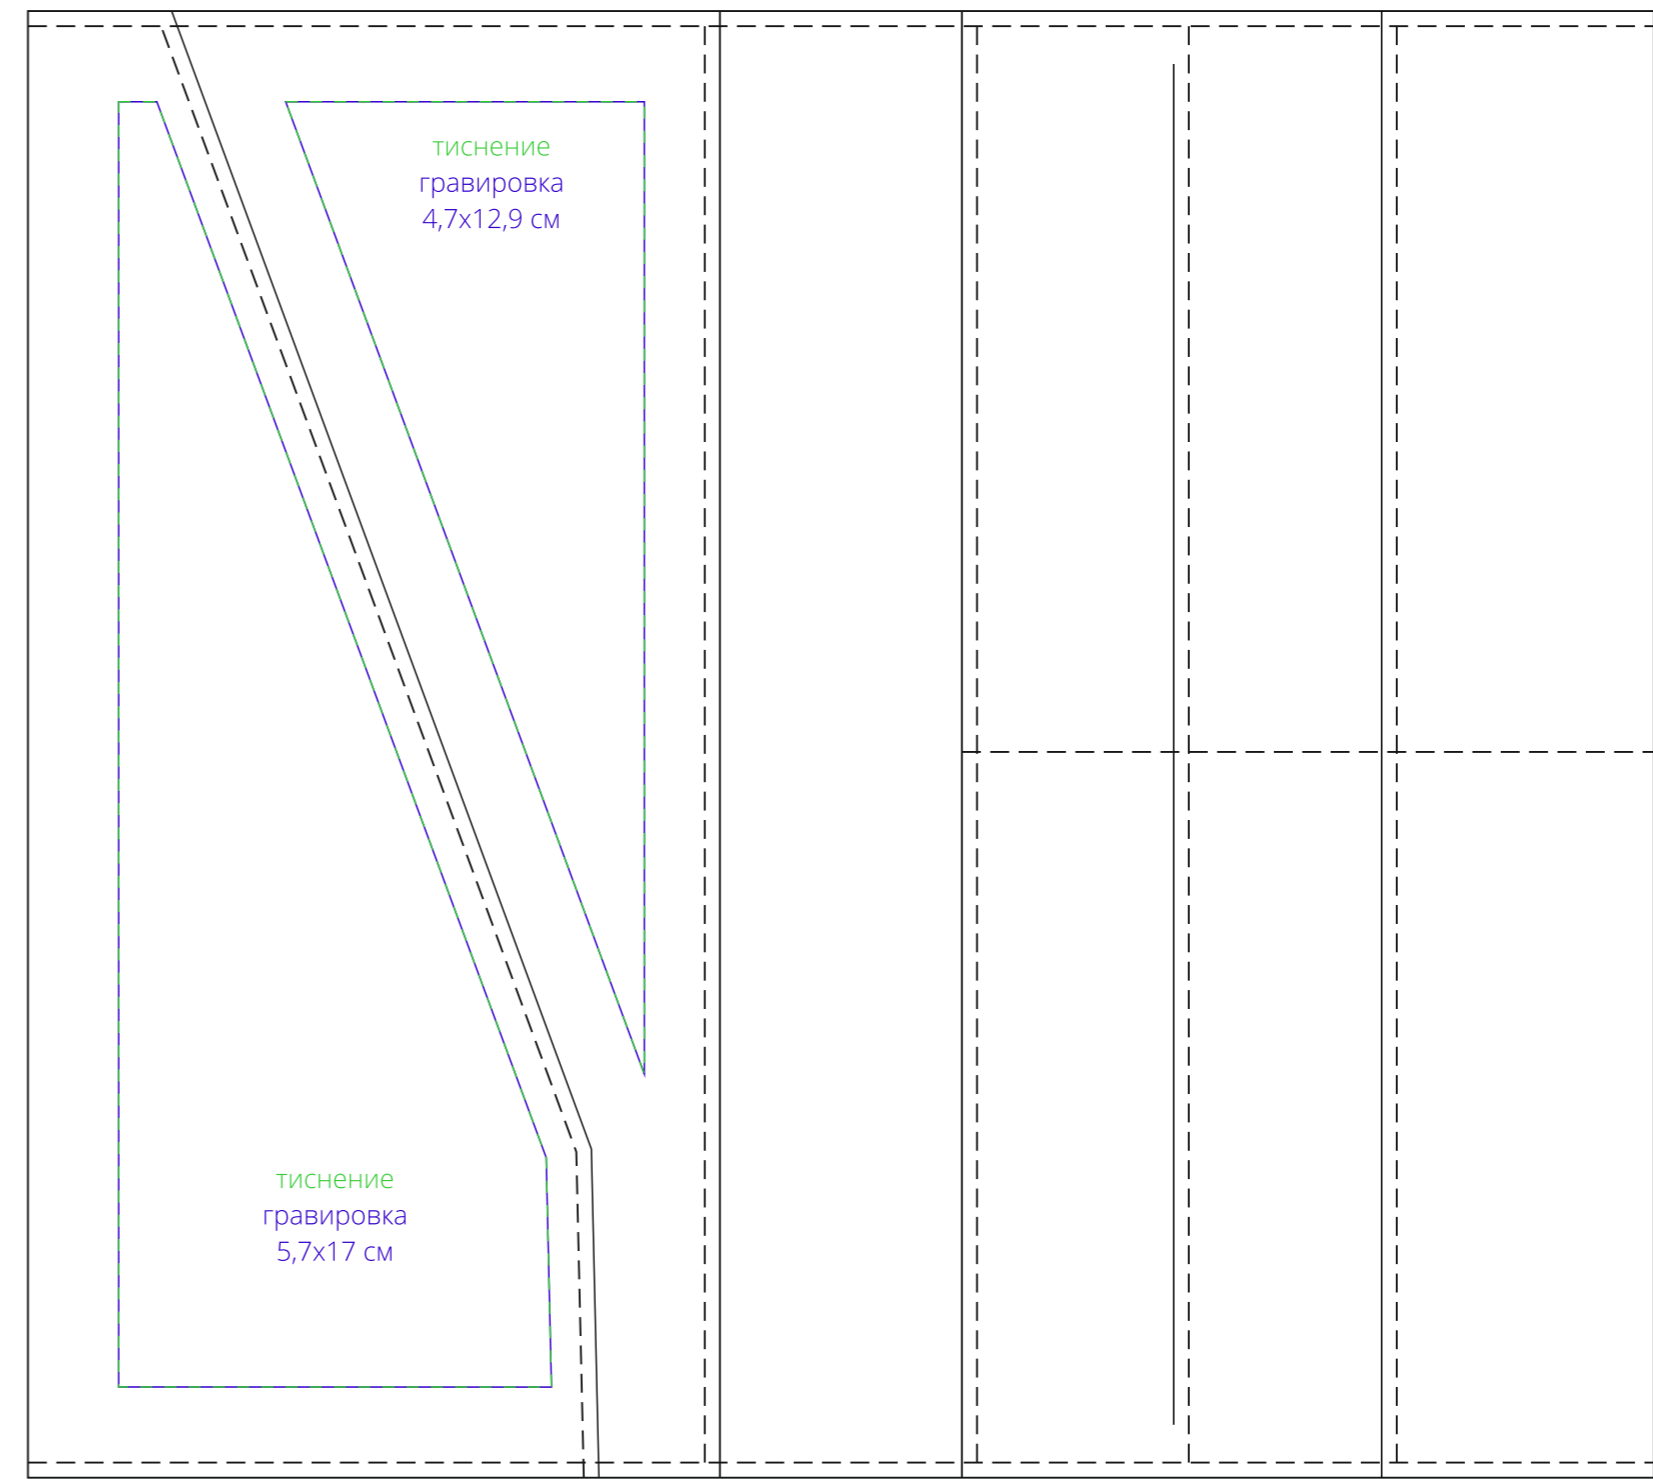 тиснение
гравировка
4,7x12,9 см
тиснение
гравировка
5,7x17 см